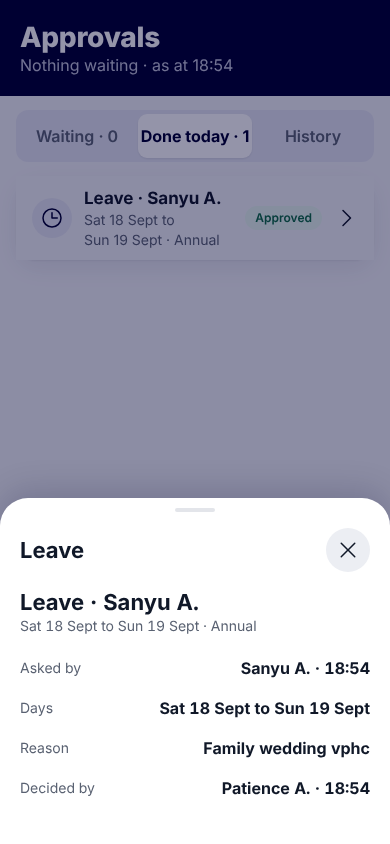 Approvals
Nothing waiting · as at 18:54
Waiting · 0
Done today · 1
History
Leave · Sanyu A.
Sat 18 Sept to
Sun 19 Sept · Annual
Approved
Leave
Leave · Sanyu A.
Sat 18 Sept to Sun 19 Sept · Annual
Asked by
Sanyu A. · 18:54
Days
Sat 18 Sept to Sun 19 Sept
Reason
Family wedding vphc
Decided by
Patience A. · 18:54